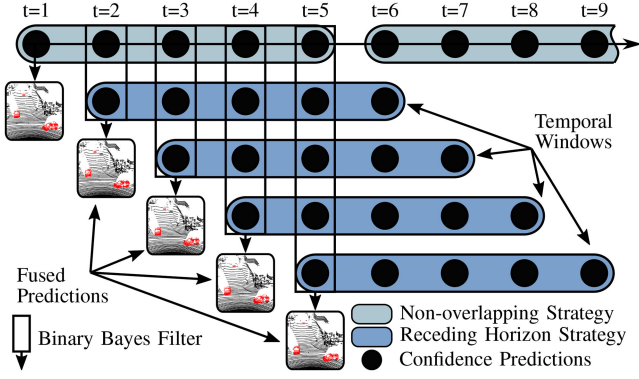 t=1 t=2 t=3 t=4 t=5 t=6 t=7 t=8 t=9
Temporal
Windows
Fused
Predictions
Binary Bayes Filter
Non-overlapping Strategy
Receding Horizon Strategy
Confidence Predictions